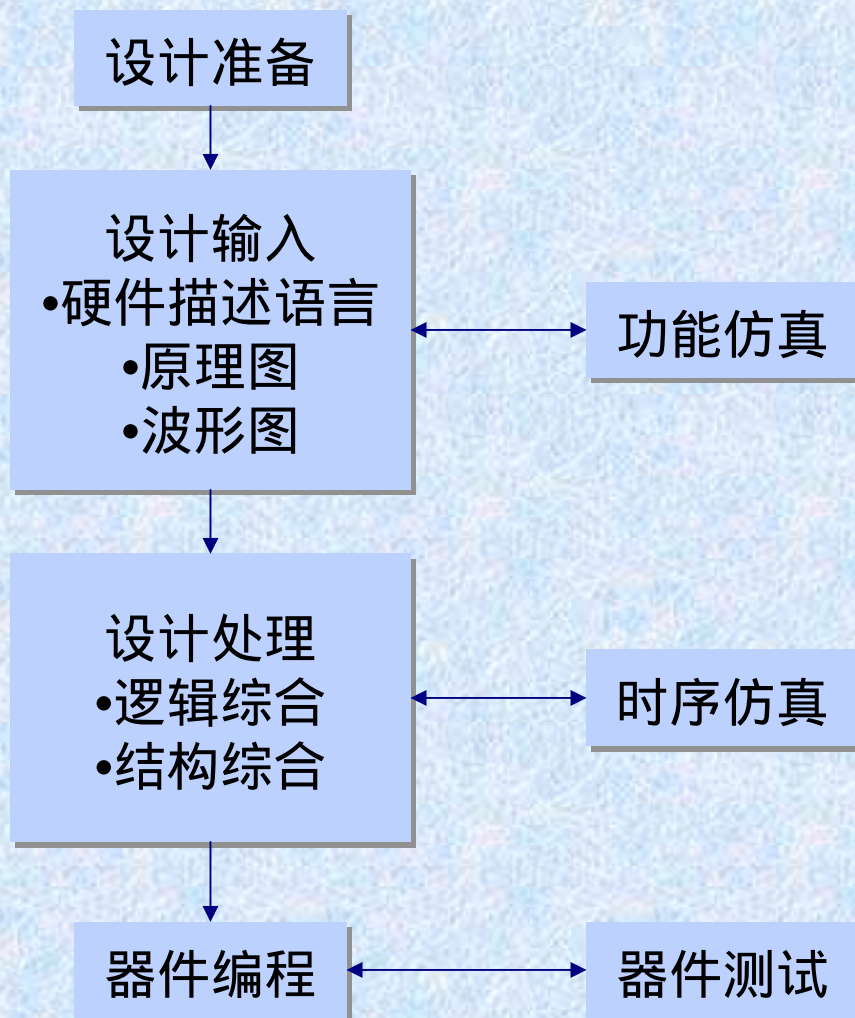 设计准备
设计输入
•硬件描述语言
•原理图
•波形图
功能仿真
设计处理
•逻辑综合
•结构综合
时序仿真
器件编程
器件测试